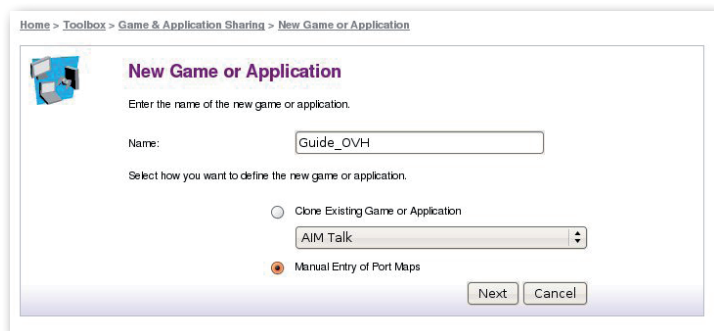 Home > Toolbox > Game & Application Sharing > New Game or Application
New Game or Application
Enter the name of the new game or application.
Name: Guide_OVH
Select how you want to define the new game or application.
Clone Existing Game or Application
AIM Talk
Manual Entry of Port Maps
Next Cancel